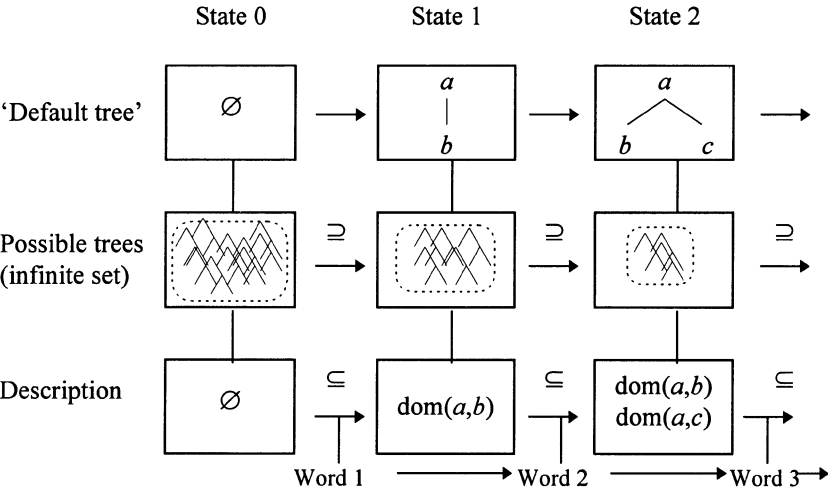 State 0 State 1 State 2
‘Default tree’ ∅ a a
b b c
Possible trees ⊇ ⊇ ⊇
(infinite set)
Description ∅ ⊆ dom(a,b) ⊆ dom(a,b) ⊆
dom(a,c)
Word 1 Word 2 Word 3